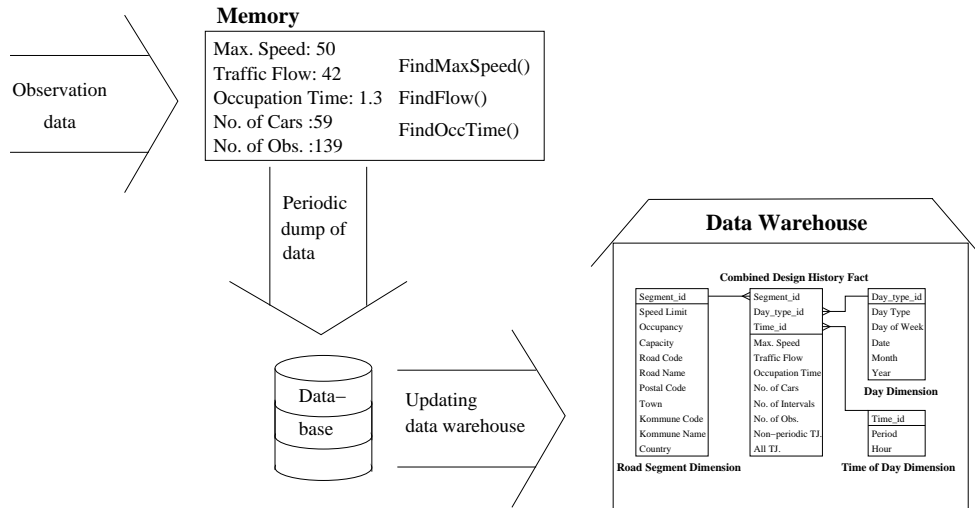 Memory
Max. Speed: 50
Traffic Flow: 42
Occupation Time: 1.3
No. of Cars :59
No. of Obs. :139
FindMaxSpeed()
FindFlow()
FindOccTime()
Observation
data
Periodic
dump of
data
Data–
base
Updating
data warehouse
Data Warehouse
Combined Design History Fact
Segment_id
Speed Limit
Occupancy
Capacity
Road Code
Road Name
Postal Code
Town
Kommune Code
Kommune Name
Country
Road Segment Dimension
Segment_id
Day_type_id
Time_id
Max. Speed
Traffic Flow
Occupation Time
No. of Cars
No. of Intervals
No. of Obs.
Non–periodic TJ.
All TJ.
Day_type_id
Day Type
Day of Week
Date
Month
Year
Day Dimension
Time_id
Period
Hour
Time of Day Dimension